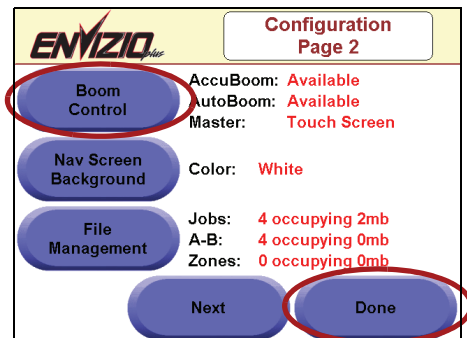 ENVIZIO plus
Configuration
Page 2
Boom
Control
AccuBoom: Available
AutoBoom: Available
Master: Touch Screen
Nav Screen
Background
Color: White
File
Management
Jobs: 4 occupying 2mb
A-B: 4 occupying 0mb
Zones: 0 occupying 0mb
Next
Done